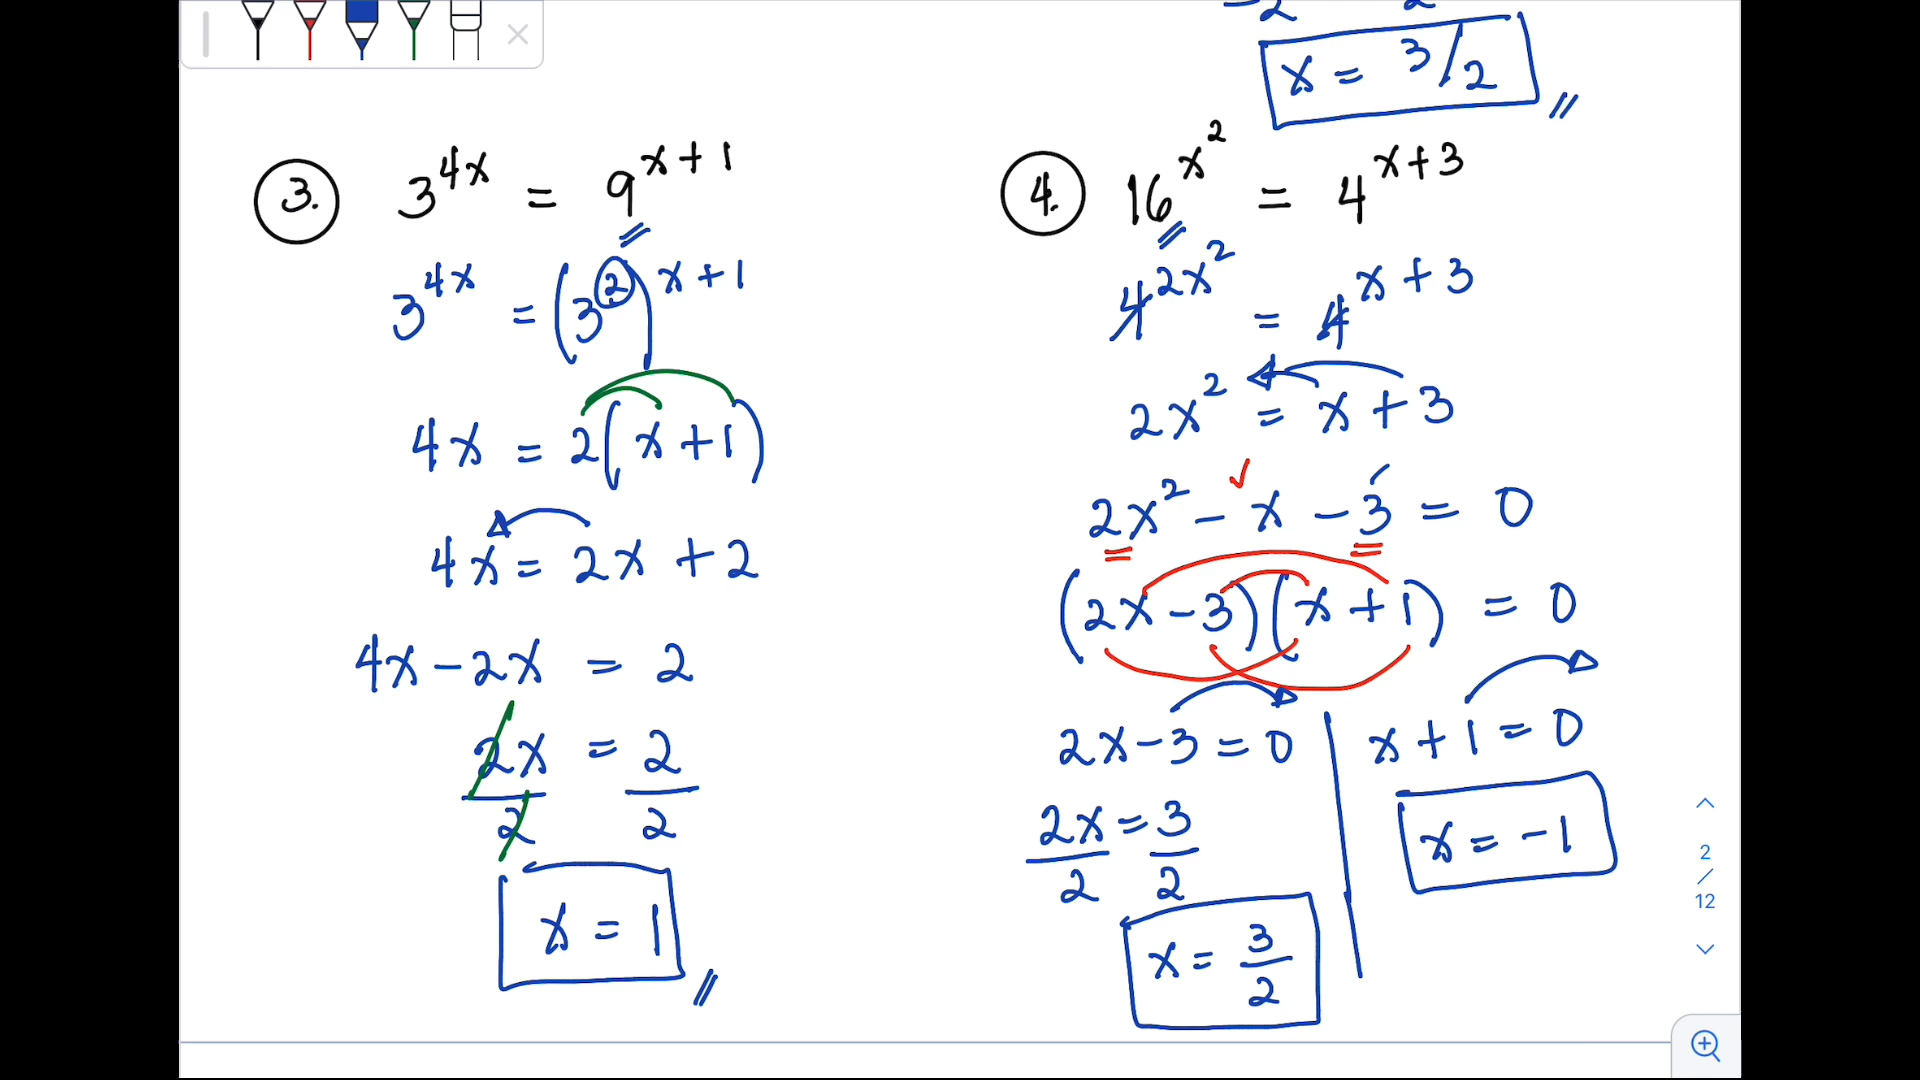 x = 3/2
3. 3^{4x} = 9^{x+1}
3^{4x} = (3^2)^{x+1}
4x = 2(x+1)
4x = 2x + 2
4x - 2x = 2
2x/2 = 2/2
x = 1
4. 16^{x^2} = 4^{x+3}
4^{2x^2} = 4^{x+3}
2x^2 = x + 3
2x^2 - x - 3 = 0
(2x - 3)(x + 1) = 0
2x - 3 = 0
2x/2 = 3/2
x = 3/2
x + 1 = 0
x = -1
2
/
12